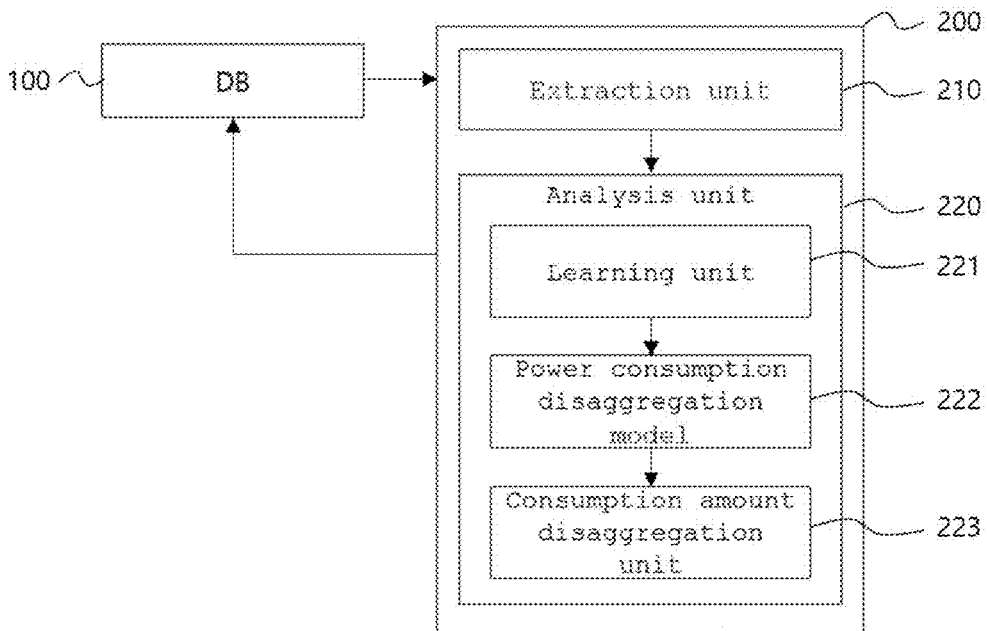 200
100
DB
Extraction unit
210
Analysis unit
220
Learning unit
221
Power consumption
disaggregation
model
222
Consumption amount
disaggregation
unit
223